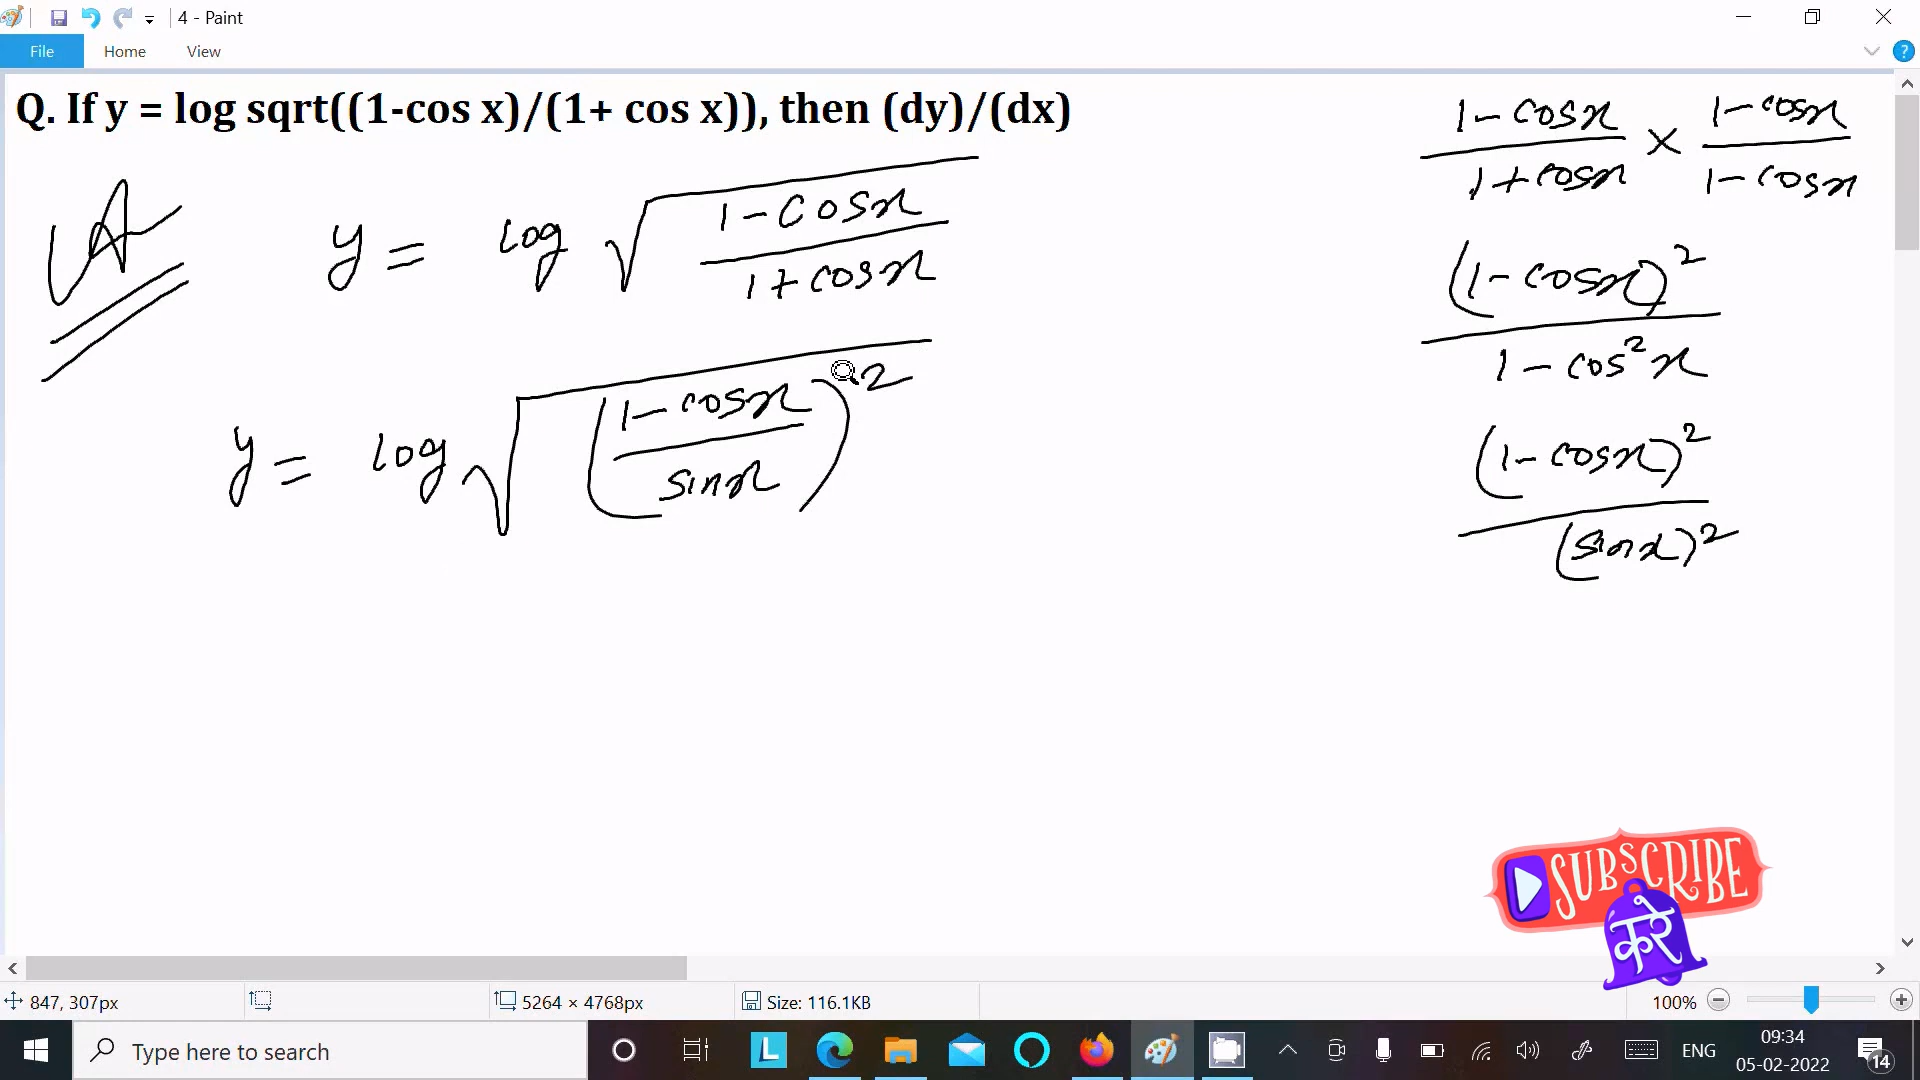 4 - Paint
File Home View
Q. If y = log sqrt((1-cos x)/(1+ cos x)), then (dy)/(dx)
y = log √
1-cosx
1+cosx
y = log √
(1-cosx
sinx
)2
1-cosx × 1-cosx
1+cosx 1-cosx
(1-cosx)2
1-cos2x
(1-cosx)2
(sinx)2
SUBSCRIBE
करे
847, 307px
5264 × 4768px
Size: 116.1KB
100%
Type here to search
L
ENG
09:34
05-02-2022
14